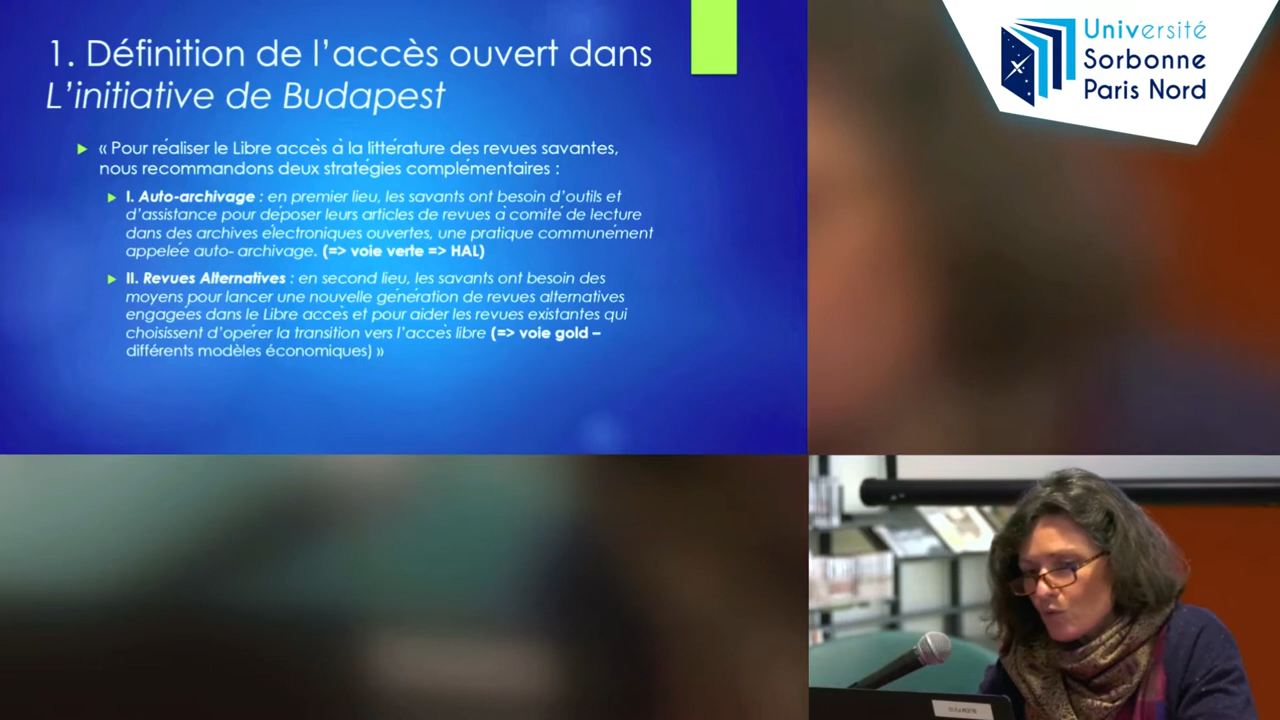 1. Définition de l'accès ouvert dans
L'initiative de Budapest
« Pour réaliser le Libre accès à la littérature des revues savantes,
nous recommandons deux stratégies complémentaires :
I. Auto-archivage : en premier lieu, les savants ont besoin d'outils et
d'assistance pour déposer leurs articles de revues à comité de lecture
dans des archives électroniques ouvertes, une pratique communément
appelée auto- archivage. (=> voie verte => HAL)
II. Revues Alternatives : en second lieu, les savants ont besoin des
moyens pour lancer une nouvelle génération de revues alternatives
engagées dans le Libre accès et pour aider les revues existantes qui
choisissent d'opérer la transition vers l'accès libre (=> voie gold –
différents modèles économiques) »
Université
Sorbonne
Paris Nord